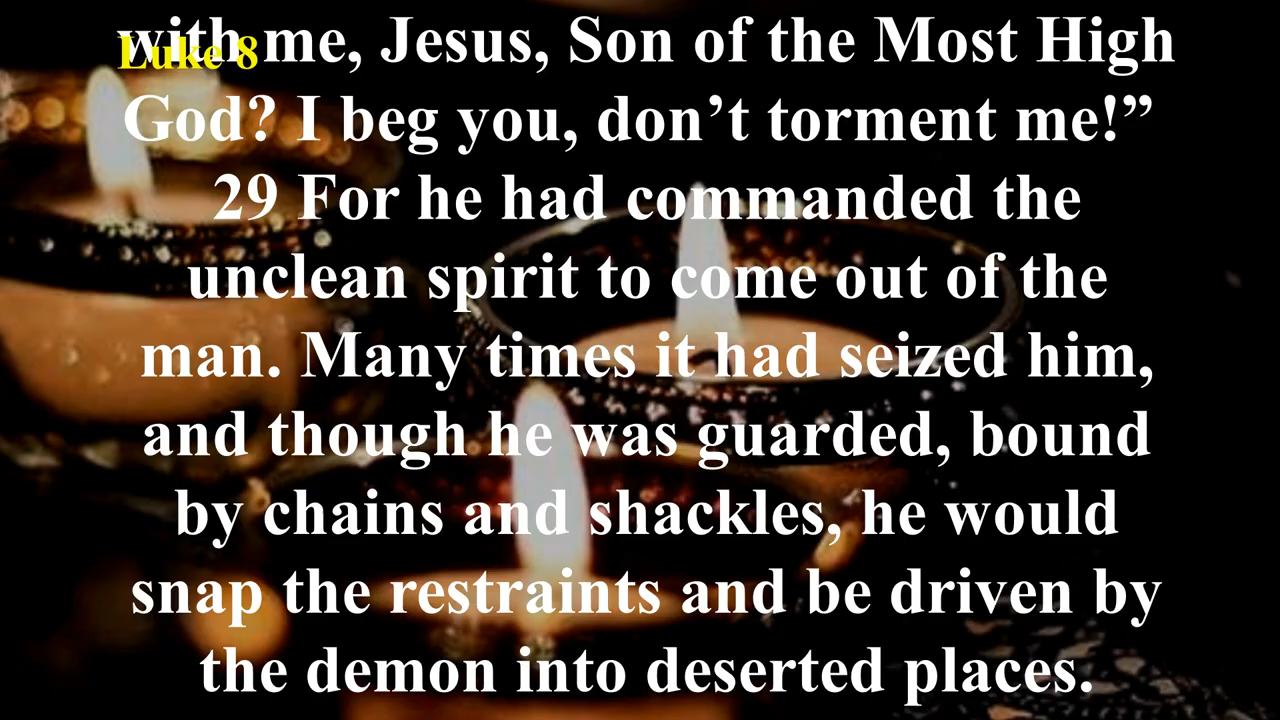 Luke 8
with me, Jesus, Son of the Most High
God? I beg you, don’t torment me!”
29 For he had commanded the
unclean spirit to come out of the
man. Many times it had seized him,
and though he was guarded, bound
by chains and shackles, he would
snap the restraints and be driven by
the demon into deserted places.